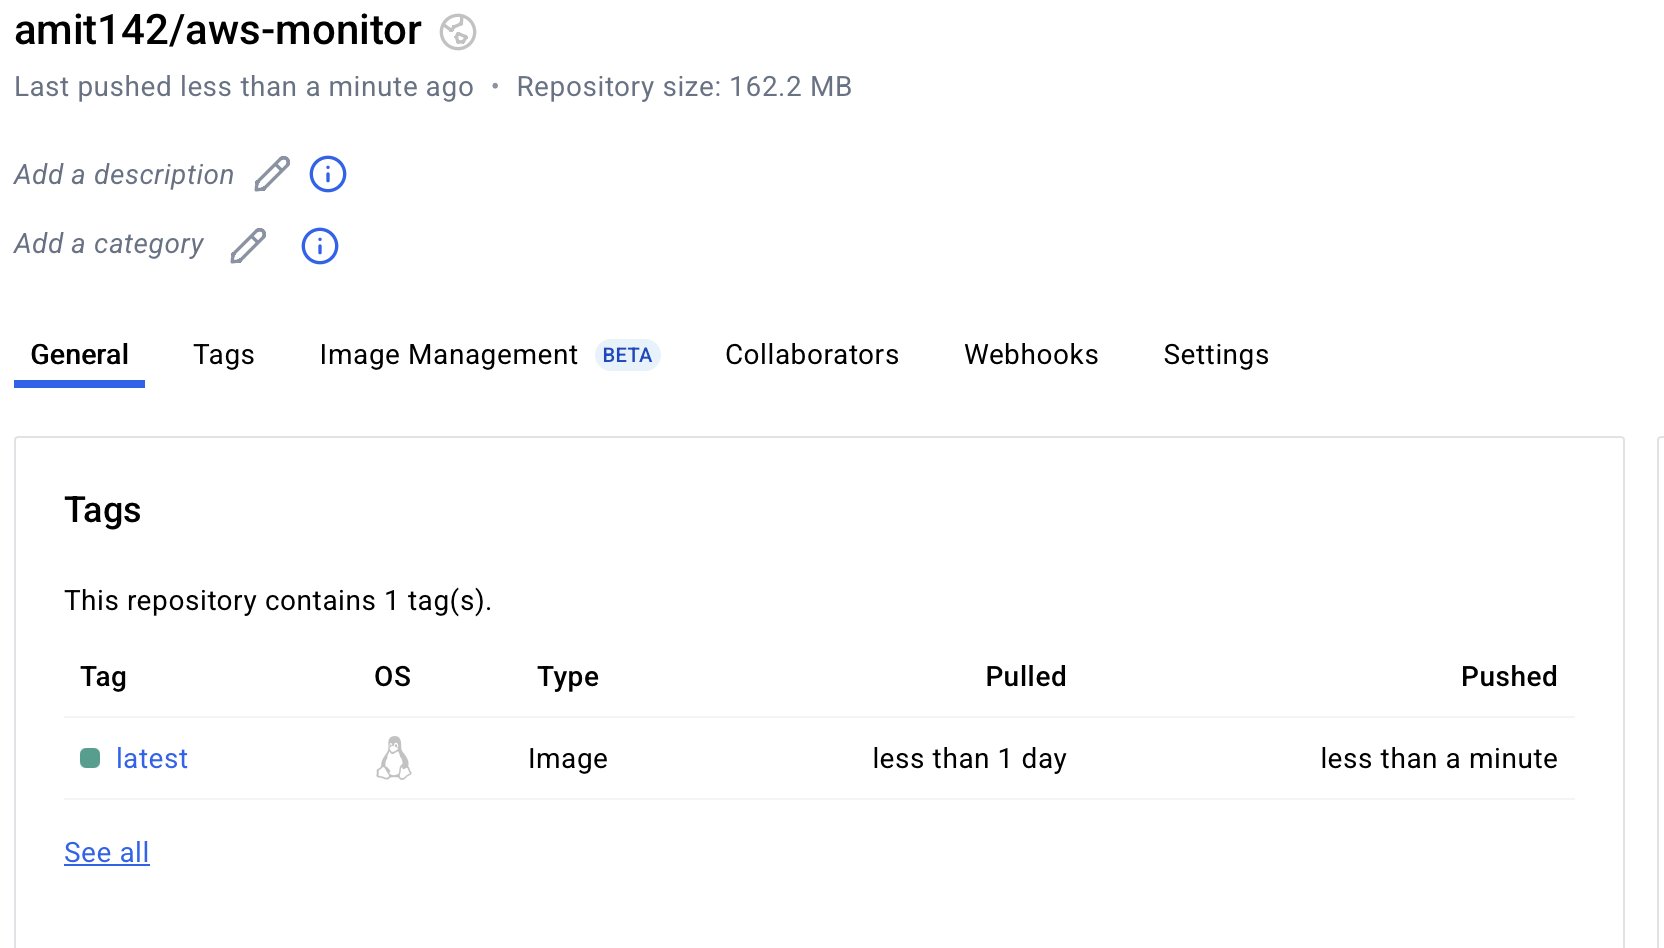 amit142/aws-monitor
Last pushed less than a minute ago • Repository size: 162.2 MB
Add a description
Add a category
General Tags Image Management BETA Collaborators Webhooks Settings
Tags
This repository contains 1 tag(s).
Tag OS Type Pulled Pushed
latest Image less than 1 day less than a minute
See all